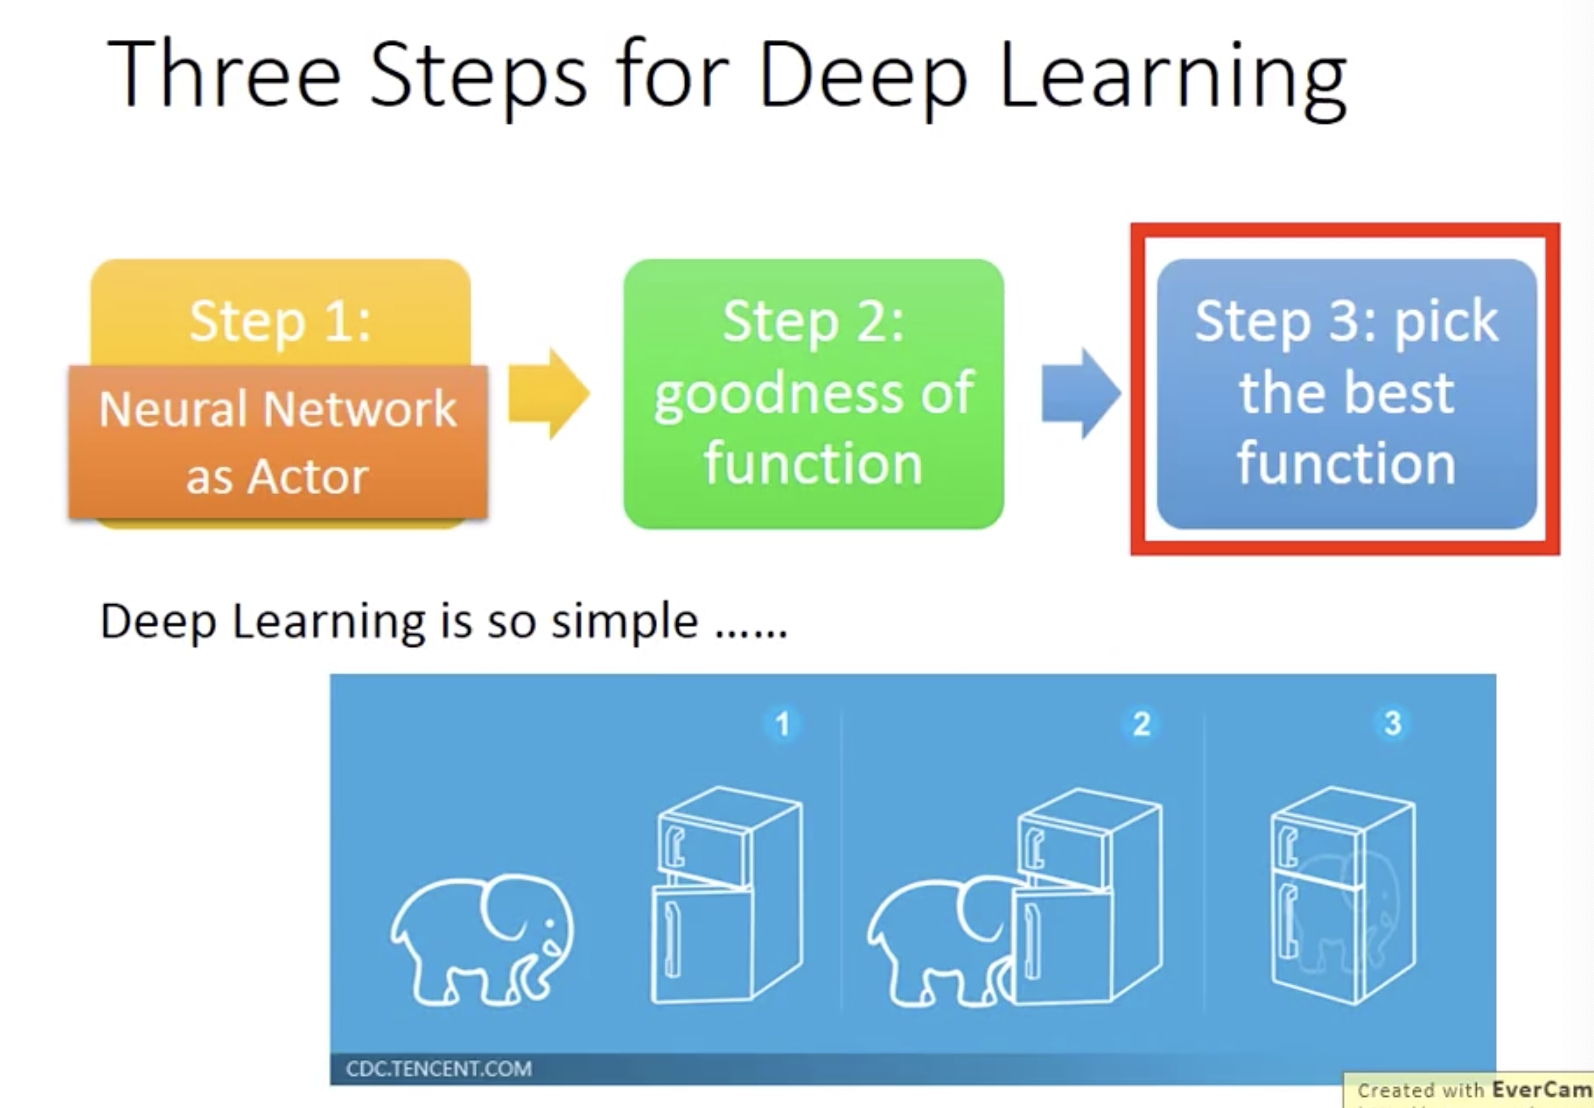 Three Steps for Deep Learning
Step 1:
Neural Network
as Actor
Step 2:
goodness of
function
Step 3: pick
the best
function
Deep Learning is so simple ......
1
2
3
CDC.TENCENT.COM
Created with EverCam